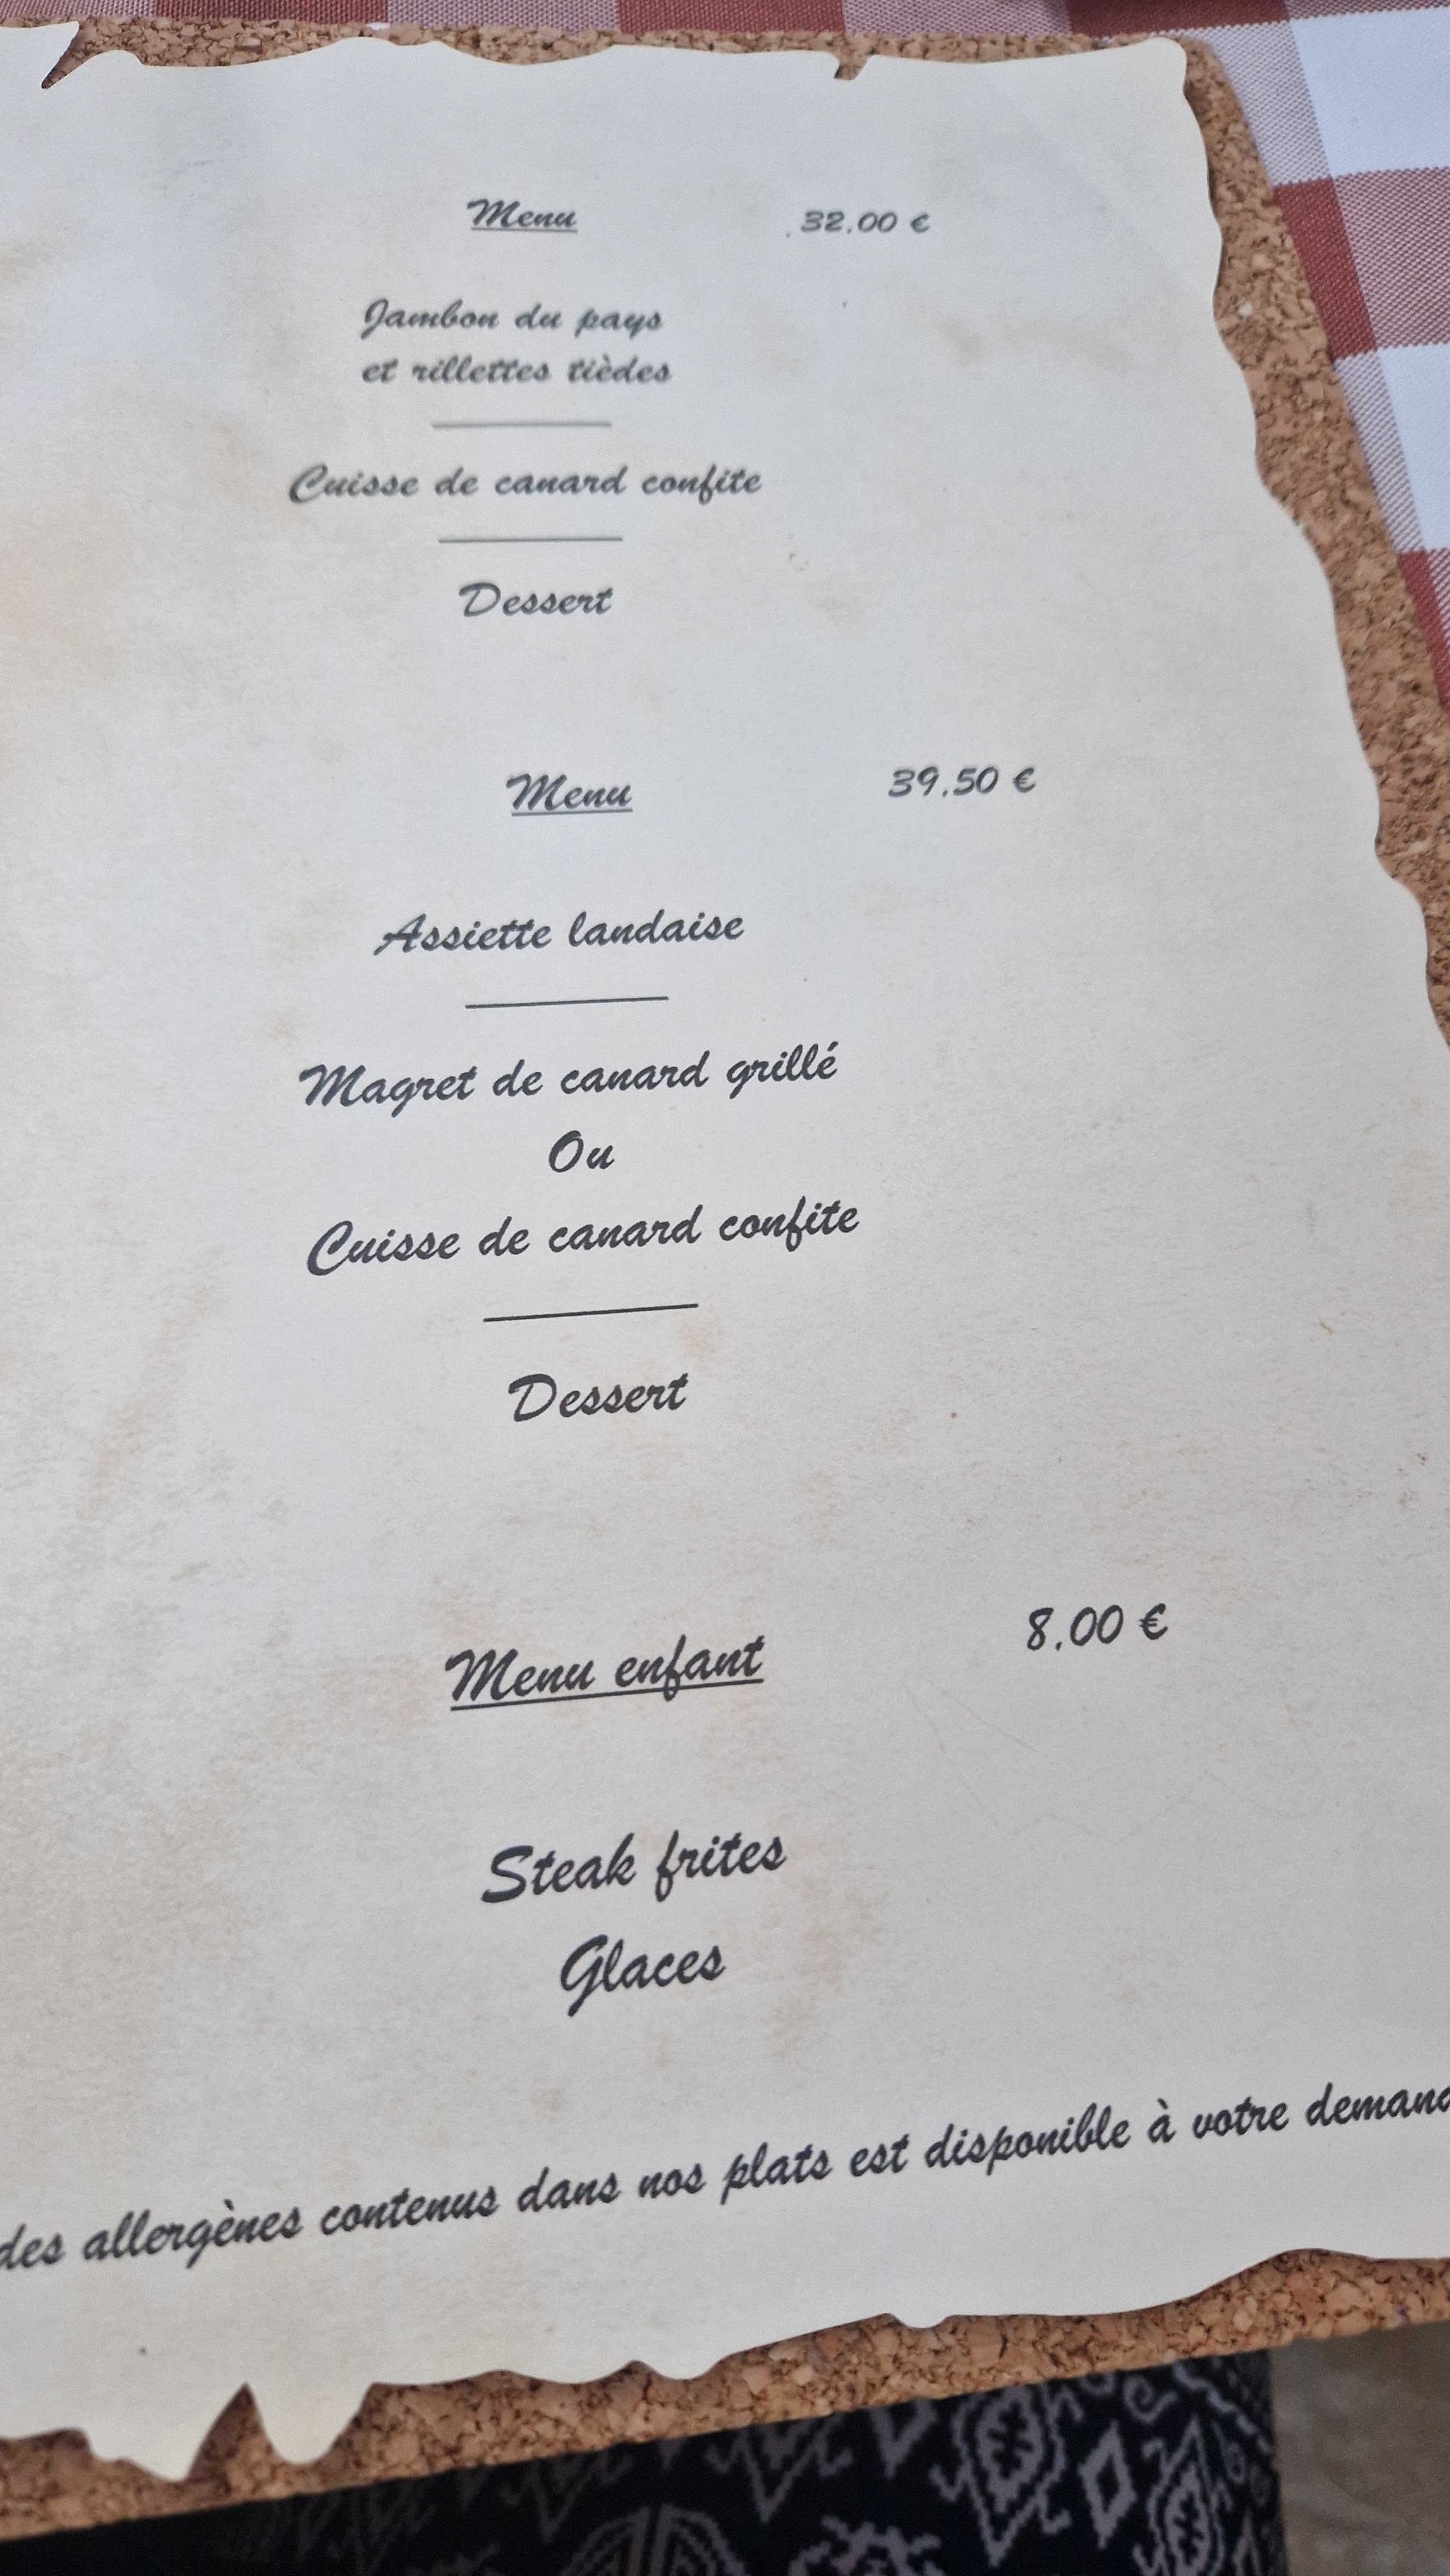 Menu 32.00 €
Jambon du pays
et rillettes tièdes
Cuisse de canard confite
Dessert
Menu 39.50 €
Assiette landaise
Magret de canard grillé
Ou
Cuisse de canard confite
Dessert
Menu enfant 8.00 €
Steak frites
Glaces
des allergènes contenus dans nos plats est disponible à votre demand